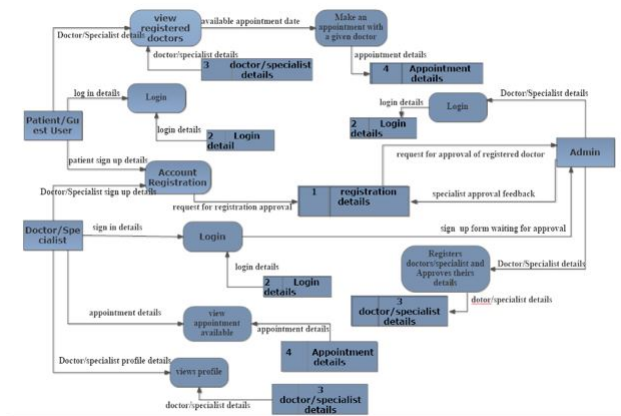 view
registered
doctors
available appointment date
Make an
appointment with
a given doctor
Doctor/Specialist details
doctor/specialist details
3 doctor/specialist
details
appointment details
4 Appointment
details
log in details
Login
login details
2 Login
detail
Patient/Gu
est User
patient sign up details
Account
Registration
Doctor/Specialist sign up details
request for registration approval
1 registration
details
login details
Login
2 Login
details
Doctor/Specialist details
Admin
request for approval of registered doctor
specialist approval feedback
Doctor/Spe
cialist
sign in details
Login
sign up form waiting for approval
login details
2 Login
details
Registers
doctors/specialist and
Approves theirs
details
Doctor/Specialist details
dotor/specialist details
3
doctor/specialist
details
appointment details
view
appointment
available
appointment details
4 Appointment
details
Doctor/specialist profile details
views profile
doctor/specialist details
3
doctor/specialist
details